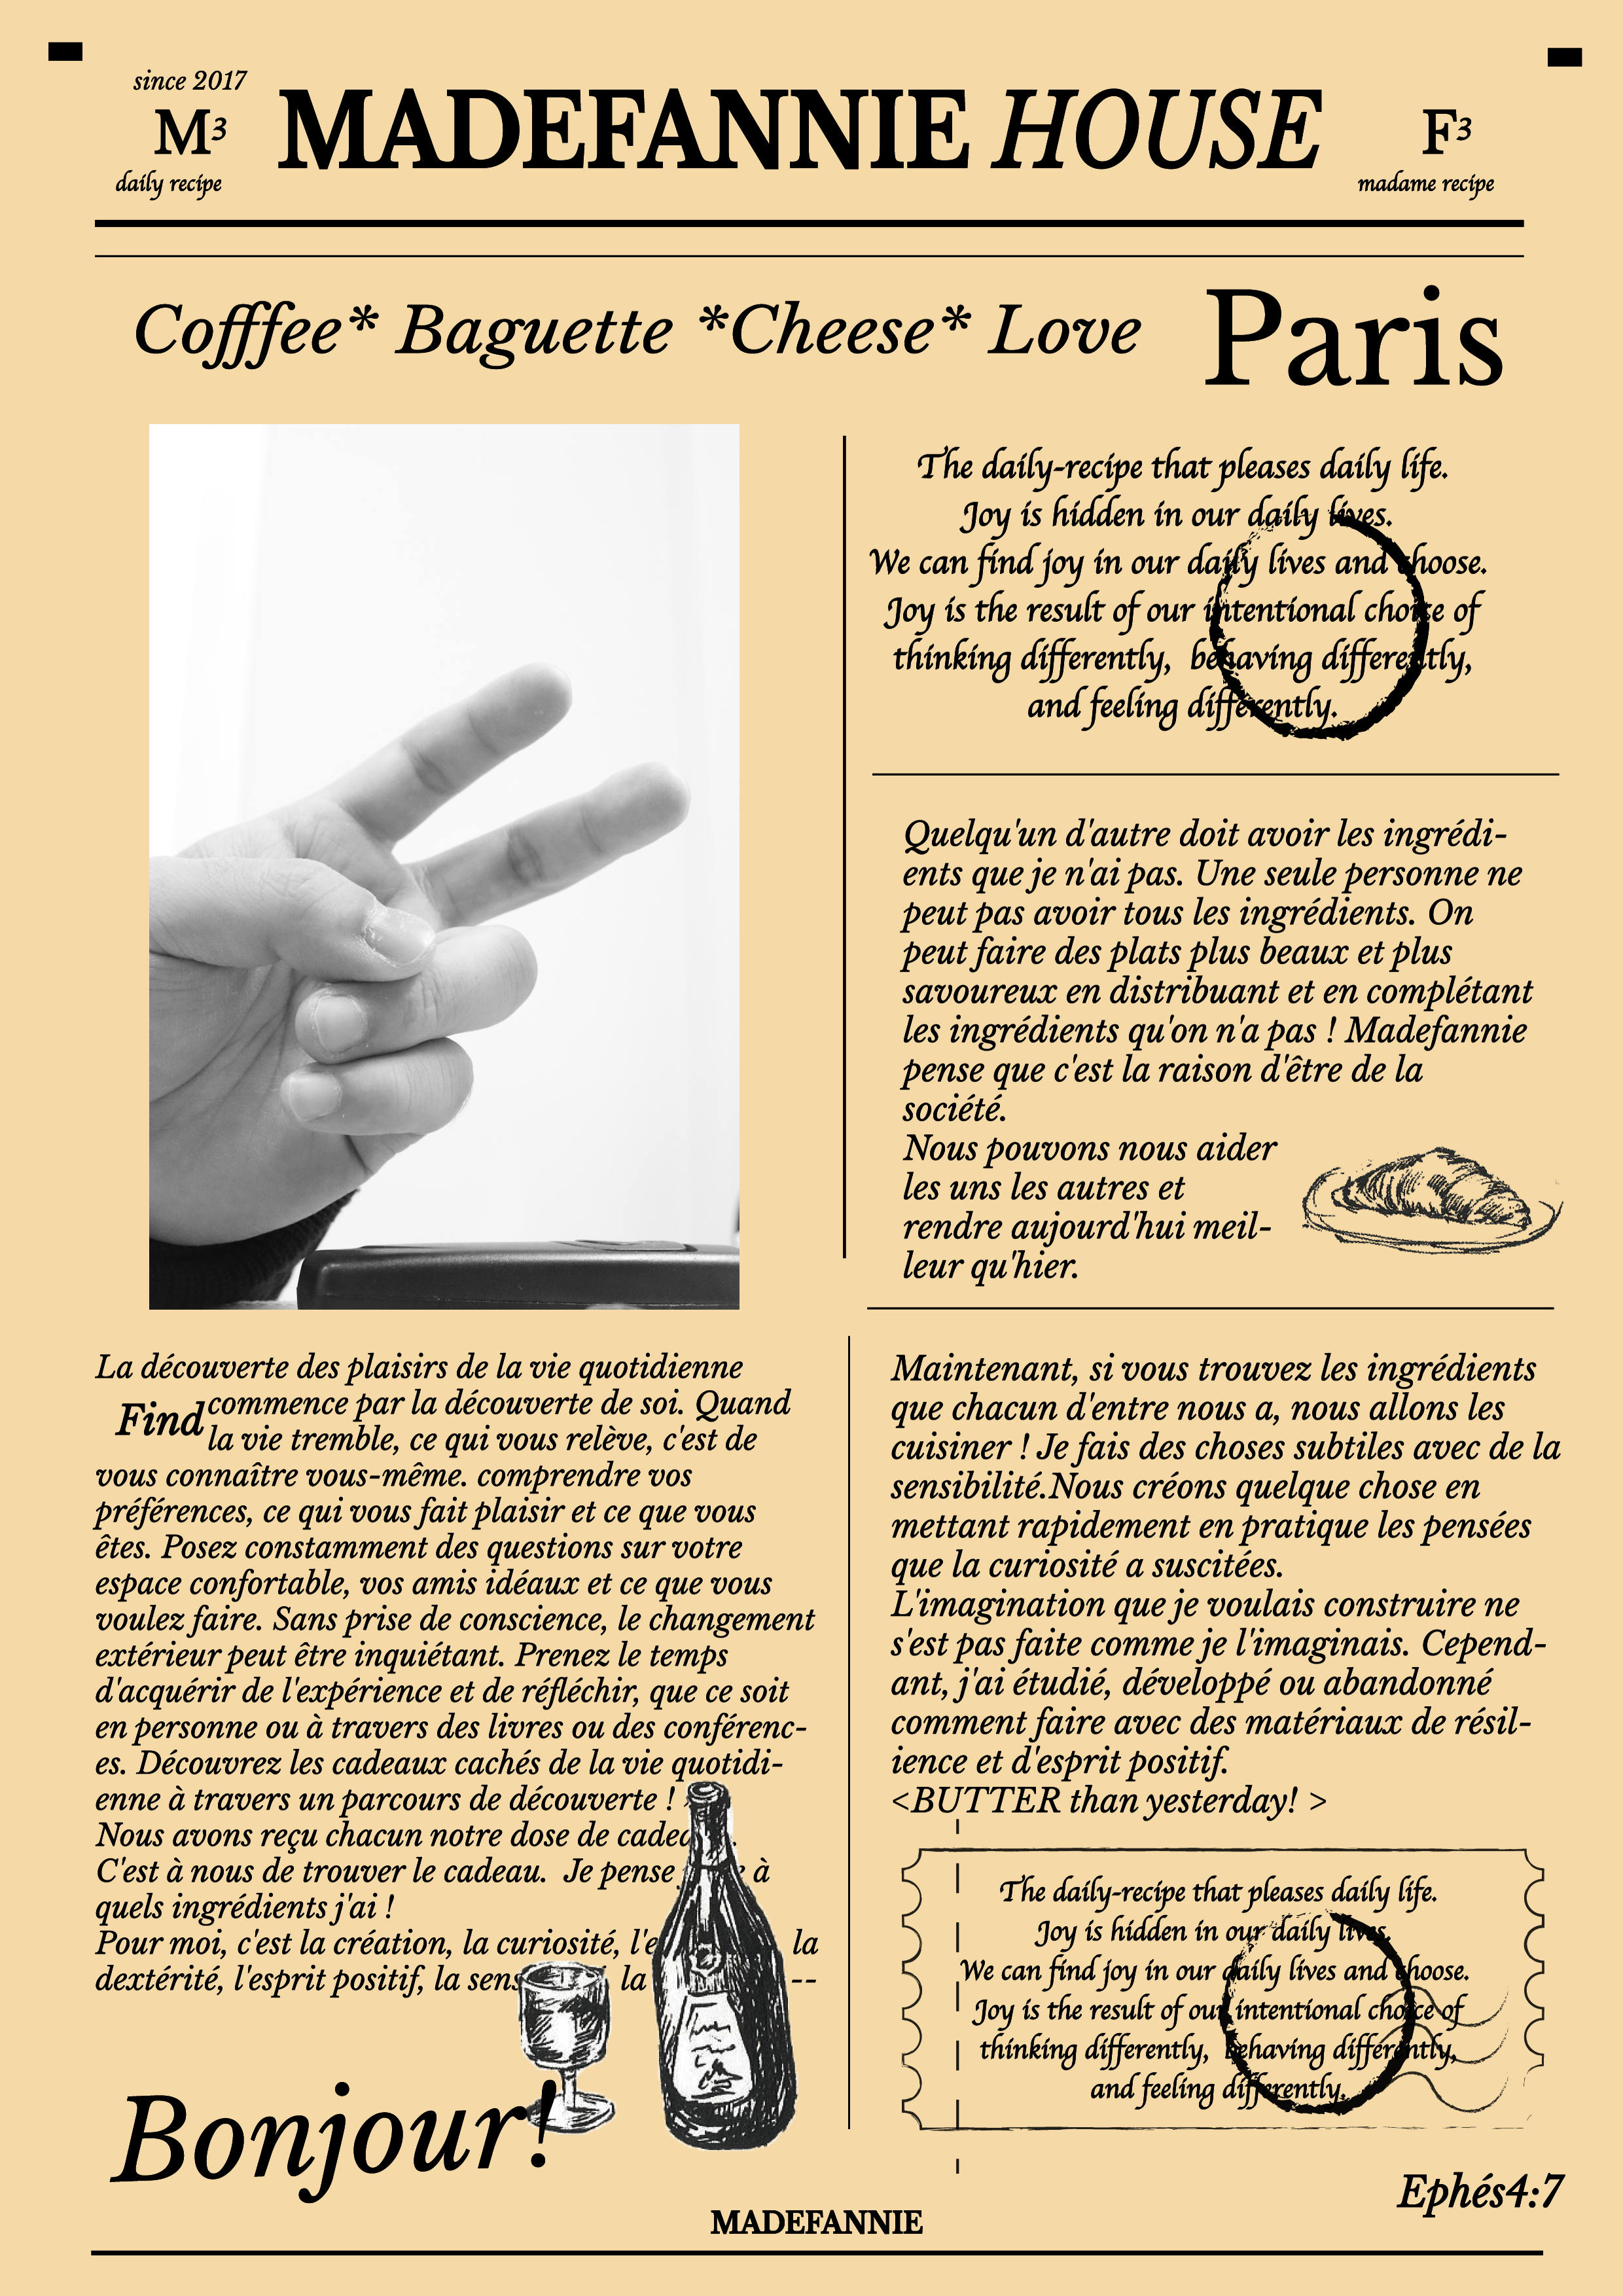 since 2017
M³
daily recipe
MADEFANNIE HOUSE
F³
madame recipe
Cofffee* Baguette *Cheese* Love
Paris
The daily-recipe that pleases daily life.
Joy is hidden in our daily lives.
We can find joy in our daily lives and choose.
Joy is the result of our intentional choice of
thinking differently, behaving differently,
and feeling differently.
Quelqu'un d'autre doit avoir les ingrédi-
ents que je n'ai pas. Une seule personne ne
peut pas avoir tous les ingrédients. On
peut faire des plats plus beaux et plus
savoureux en distribuant et en complétant
les ingrédients qu'on n'a pas ! Madefannie
pense que c'est la raison d'être de la
société.
Nous pouvons nous aider
les uns les autres et
rendre aujourd'hui meil-
leur qu'hier.
La découverte des plaisirs de la vie quotidienne
Find
commence par la découverte de soi. Quand
la vie tremble, ce qui vous relève, c'est de
vous connaître vous-même. comprendre vos
préférences, ce qui vous fait plaisir et ce que vous
êtes. Posez constamment des questions sur votre
espace confortable, vos amis idéaux et ce que vous
voulez faire. Sans prise de conscience, le changement
extérieur peut être inquiétant. Prenez le temps
d'acquérir de l'expérience et de réfléchir, que ce soit
en personne ou à travers des livres ou des conférenc-
es. Découvrez les cadeaux cachés de la vie quotidi-
enne à travers un parcours de découverte !
Nous avons reçu chacun notre dose de
C'est à nous de trouver le cadeau. Je pense à
quels ingrédients j'ai !
Pour moi, c'est la création, la curiosité, la
dextérité, l'esprit positif, la la --
Maintenant, si vous trouvez les ingrédients
que chacun d'entre nous a, nous allons les
cuisiner ! Je fais des choses subtiles avec de la
sensibilité.Nous créons quelque chose en
mettant rapidement en pratique les pensées
que la curiosité a suscitées.
L'imagination que je voulais construire ne
s'est pas faite comme je l'imaginais. Cepend-
ant, j'ai étudié, développé ou abandonné
comment faire avec des matériaux de résil-
ience et d'esprit positif.
<BUTTER than yesterday! >
The daily-recipe that pleases daily life.
Joy is hidden in our daily lives.
We can find joy in our daily lives and choose.
Joy is the result of our intentional choice of
thinking differently, behaving differently,
and feeling differently.
Bonjour!
Ephés4:7
MADEFANNIE